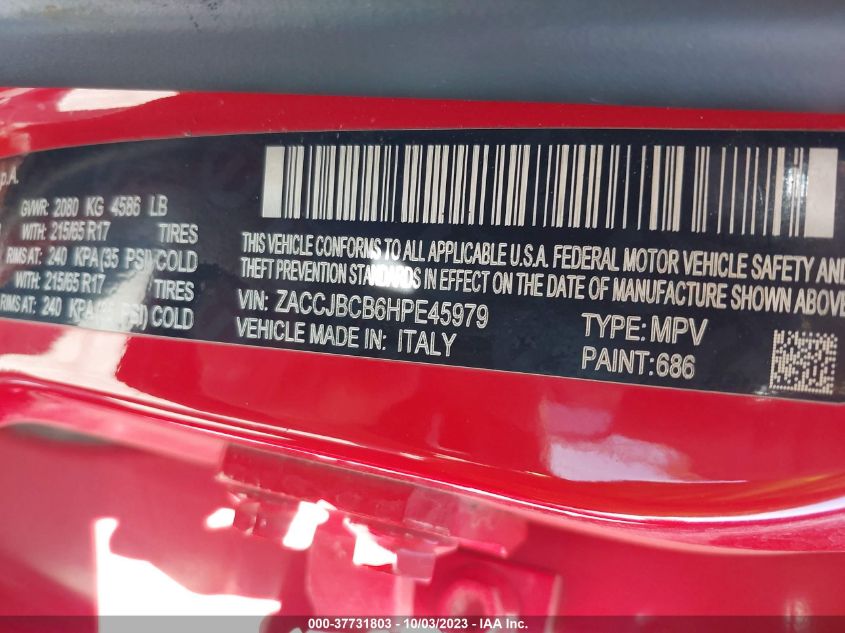 p.A.
GVWR: 2080 KG 4586 LB
WITH: 215/65 R17 TIRES
RIMS AT: 240 KPA (35 PSI) COLD
WITH: 215/65 R17 TIRES
RIMS AT: 240 KPA PSI) COLD
THIS VEHICLE CONFORMS TO ALL APPLICABLE U.S.A. FEDERAL MOTOR VEHICLE SAFETY AND
THEFT PREVENTION STANDARDS IN EFFECT ON THE DATE OF MANUFACTURE SHOWN ABOVE
VIN: ZACCJBCB6HPE45979 TYPE: MPV
VEHICLE MADE IN: ITALY PAINT:686
000-37731803 - 10/03/2023 - IAA Inc.